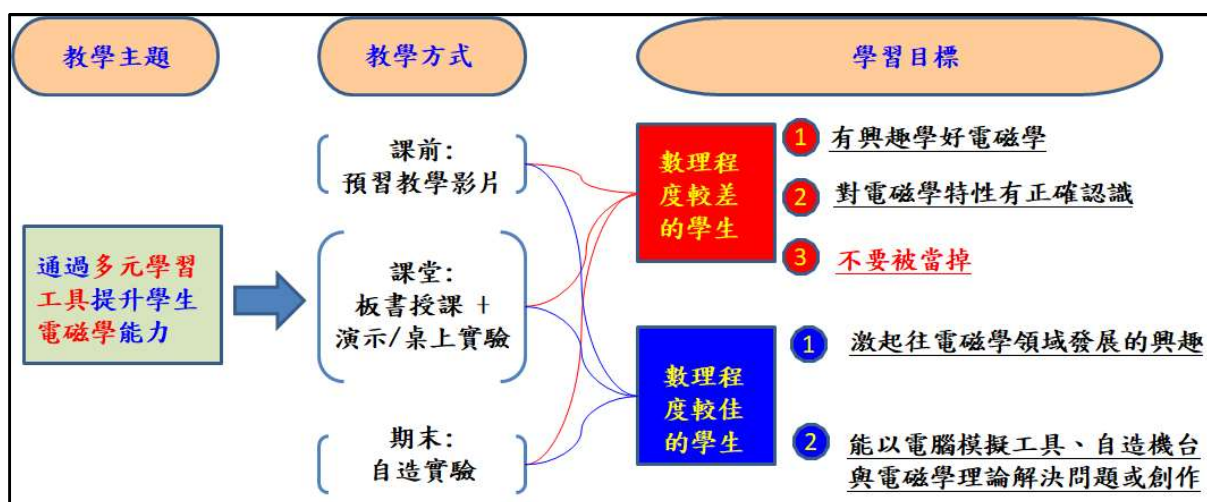 教學主題
教學方式
學習目標
通過多元學習
工具提升學生
電磁學能力
課前:
預習教學影片
課堂:
板書授課 +
演示/桌上實驗
期末:
自造實驗
數理程
度較差
的學生
1 有興趣學好電磁學
2 對電磁學特性有正確認識
3 不要被當掉
數理程
度較佳
的學生
1 激起往電磁學領域發展的興趣
2 能以電腦模擬工具、自造機台
與電磁學理論解決問題或創作